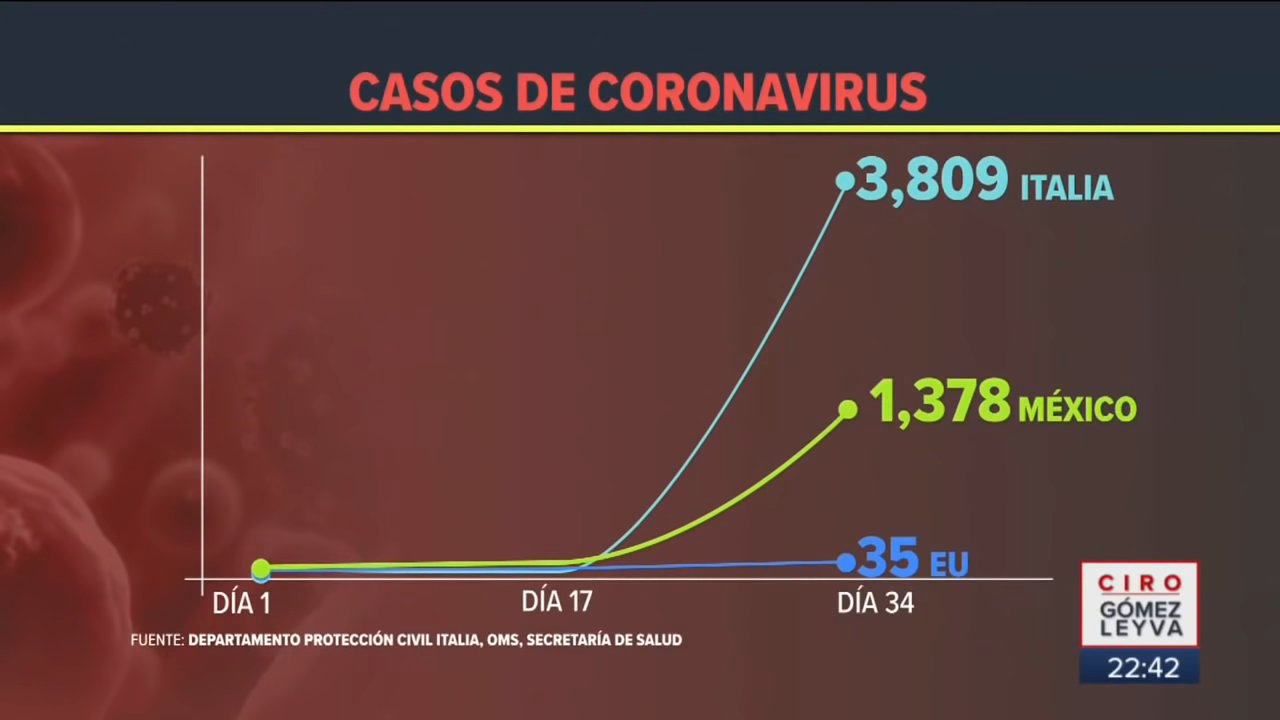 CASOS DE CORONAVIRUS
3,809 ITALIA
1,378 MÉXICO
35 EU
DÍA 1
DÍA 17
DÍA 34
FUENTE: DEPARTAMENTO PROTECCIÓN CIVIL ITALIA, OMS, SECRETARÍA DE SALUD
CIRO
GÓMEZ
LEYVA
22:42